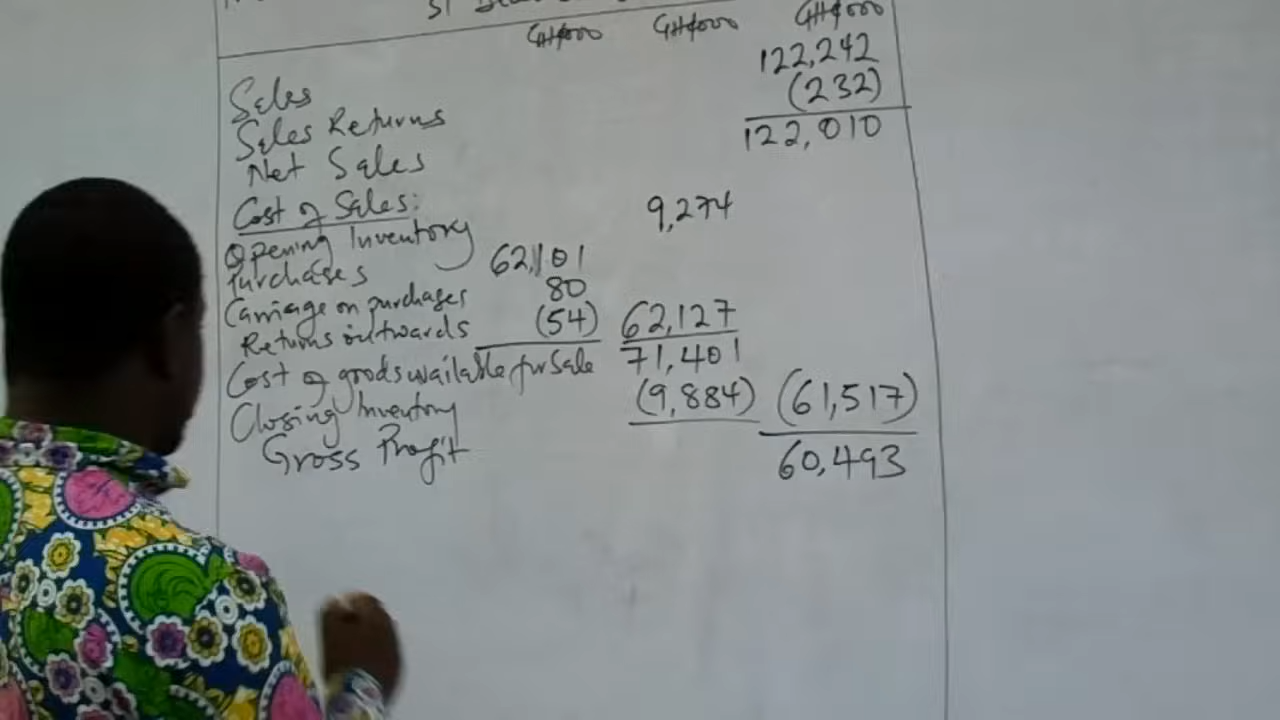 31
GH¢000 GH¢000 GH¢000
Sales 122,242
Sales Returns (232)
Net Sales 122,010
Cost of Sales:
Opening Inventory 9,274
Purchases 62,101
Carriage on purchases 80
Returns outwards (54) 62,127
Cost of goods available for Sale 71,401
Closing Inventory (9,884) (61,517)
Gross Profit 60,493